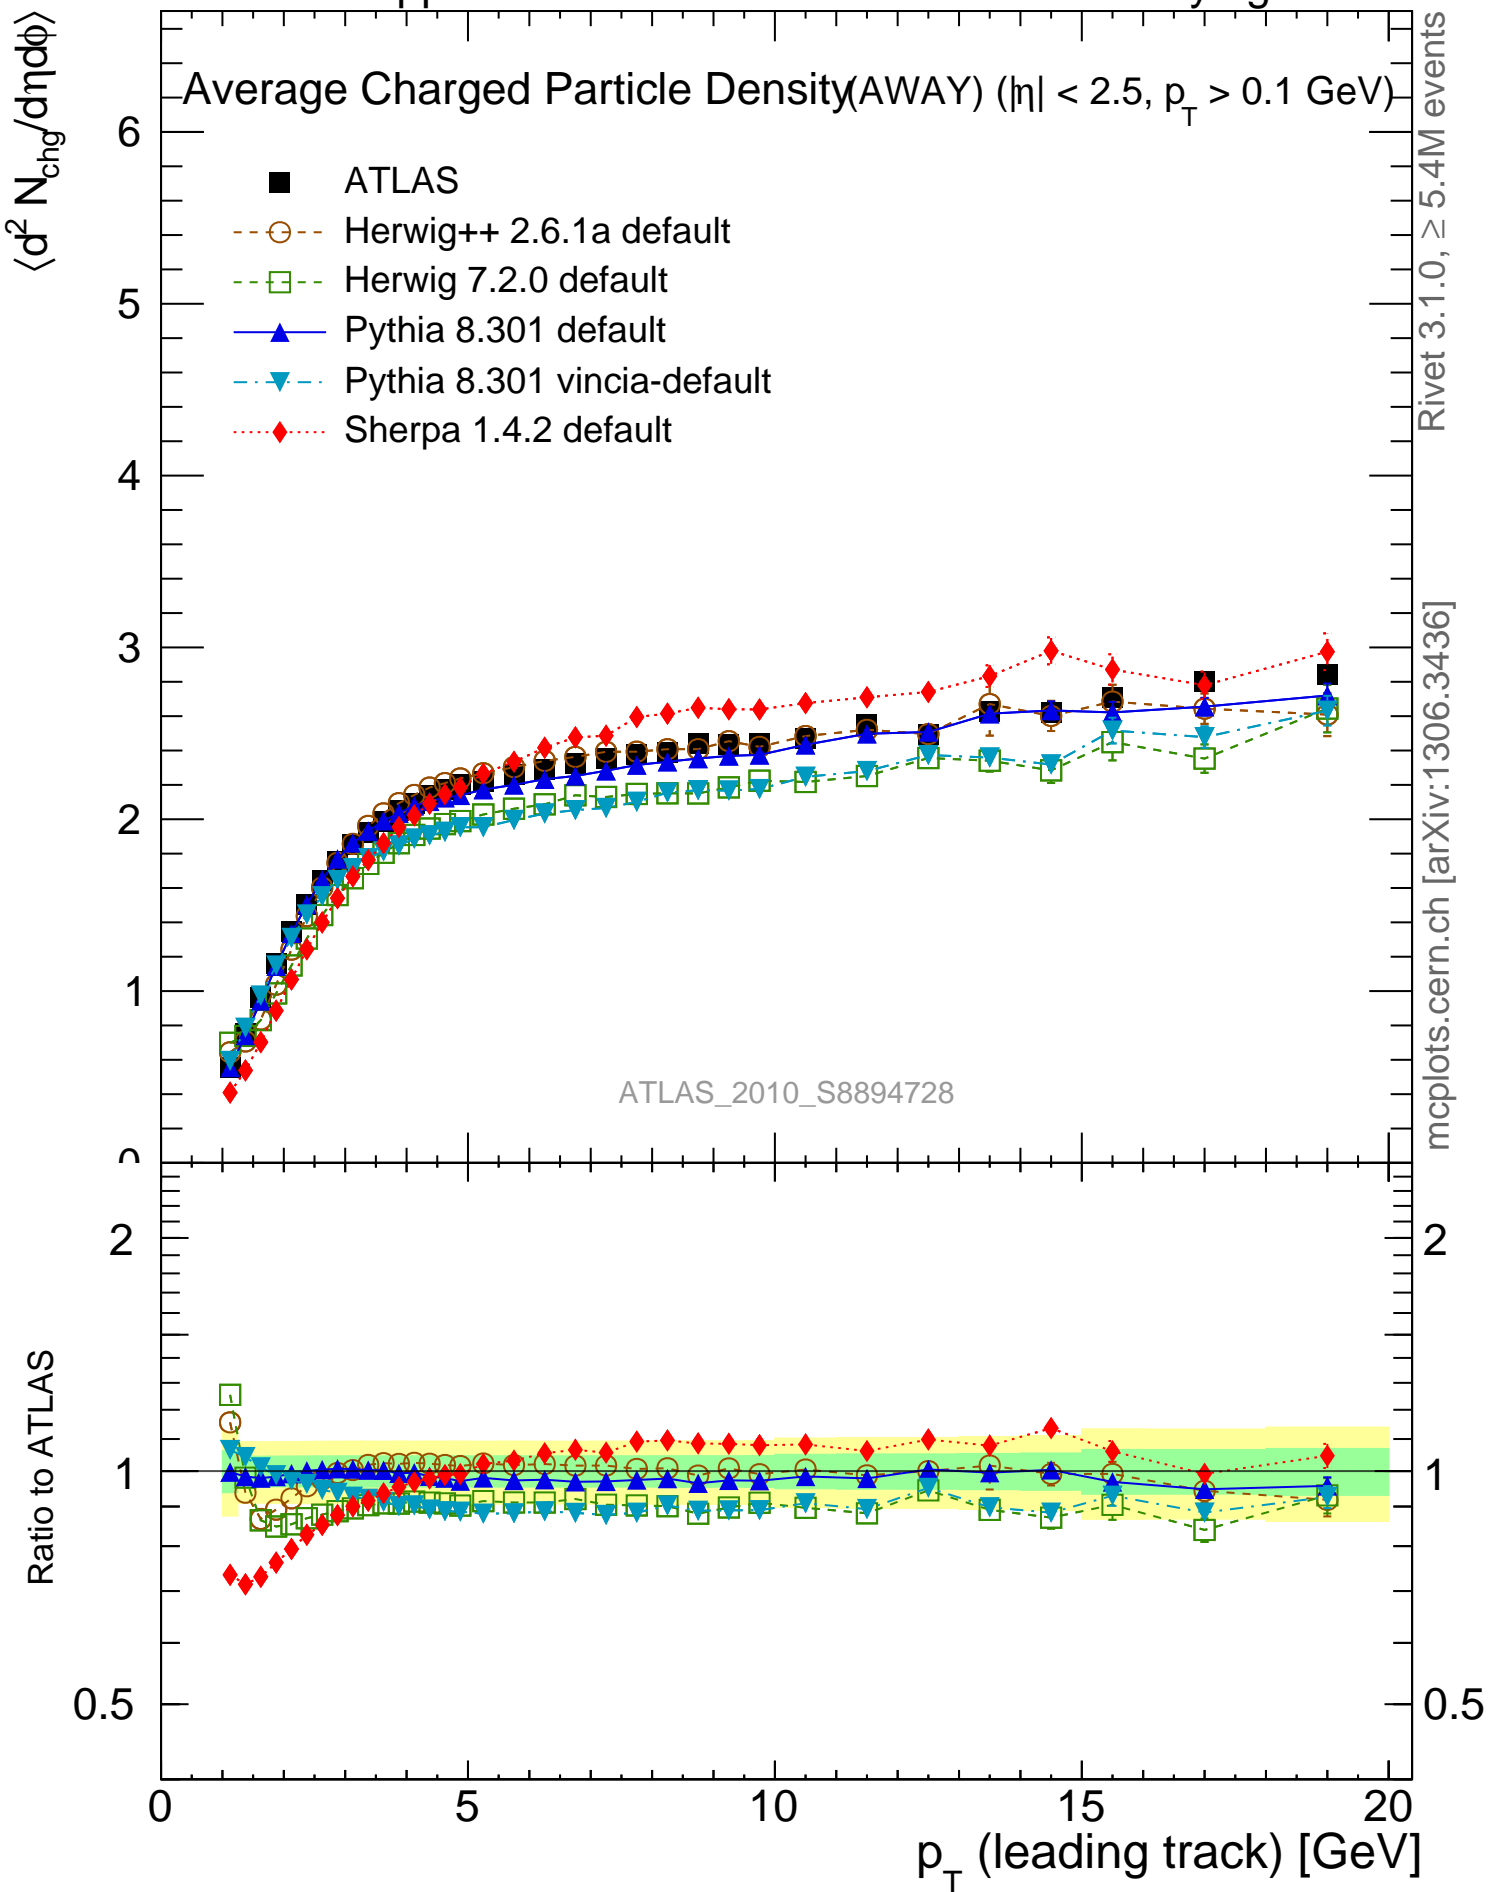 ⟨d² N_chg/dηdϕ⟩
Average Charged Particle Density (AWAY) (|η| < 2.5, p_T > 0.1 GeV)
ATLAS
Herwig++ 2.6.1a default
Herwig 7.2.0 default
Pythia 8.301 default
Pythia 8.301 vincia-default
Sherpa 1.4.2 default
6
5
4
3
2
1
0
ATLAS_2010_S8894728
Rivet 3.1.0, ≥ 5.4M events
mcplots.cern.ch [arXiv:1306.3436]
Ratio to ATLAS
2
1
0.5
2
1
0.5
0 5 10 15 20
p_T (leading track) [GeV]